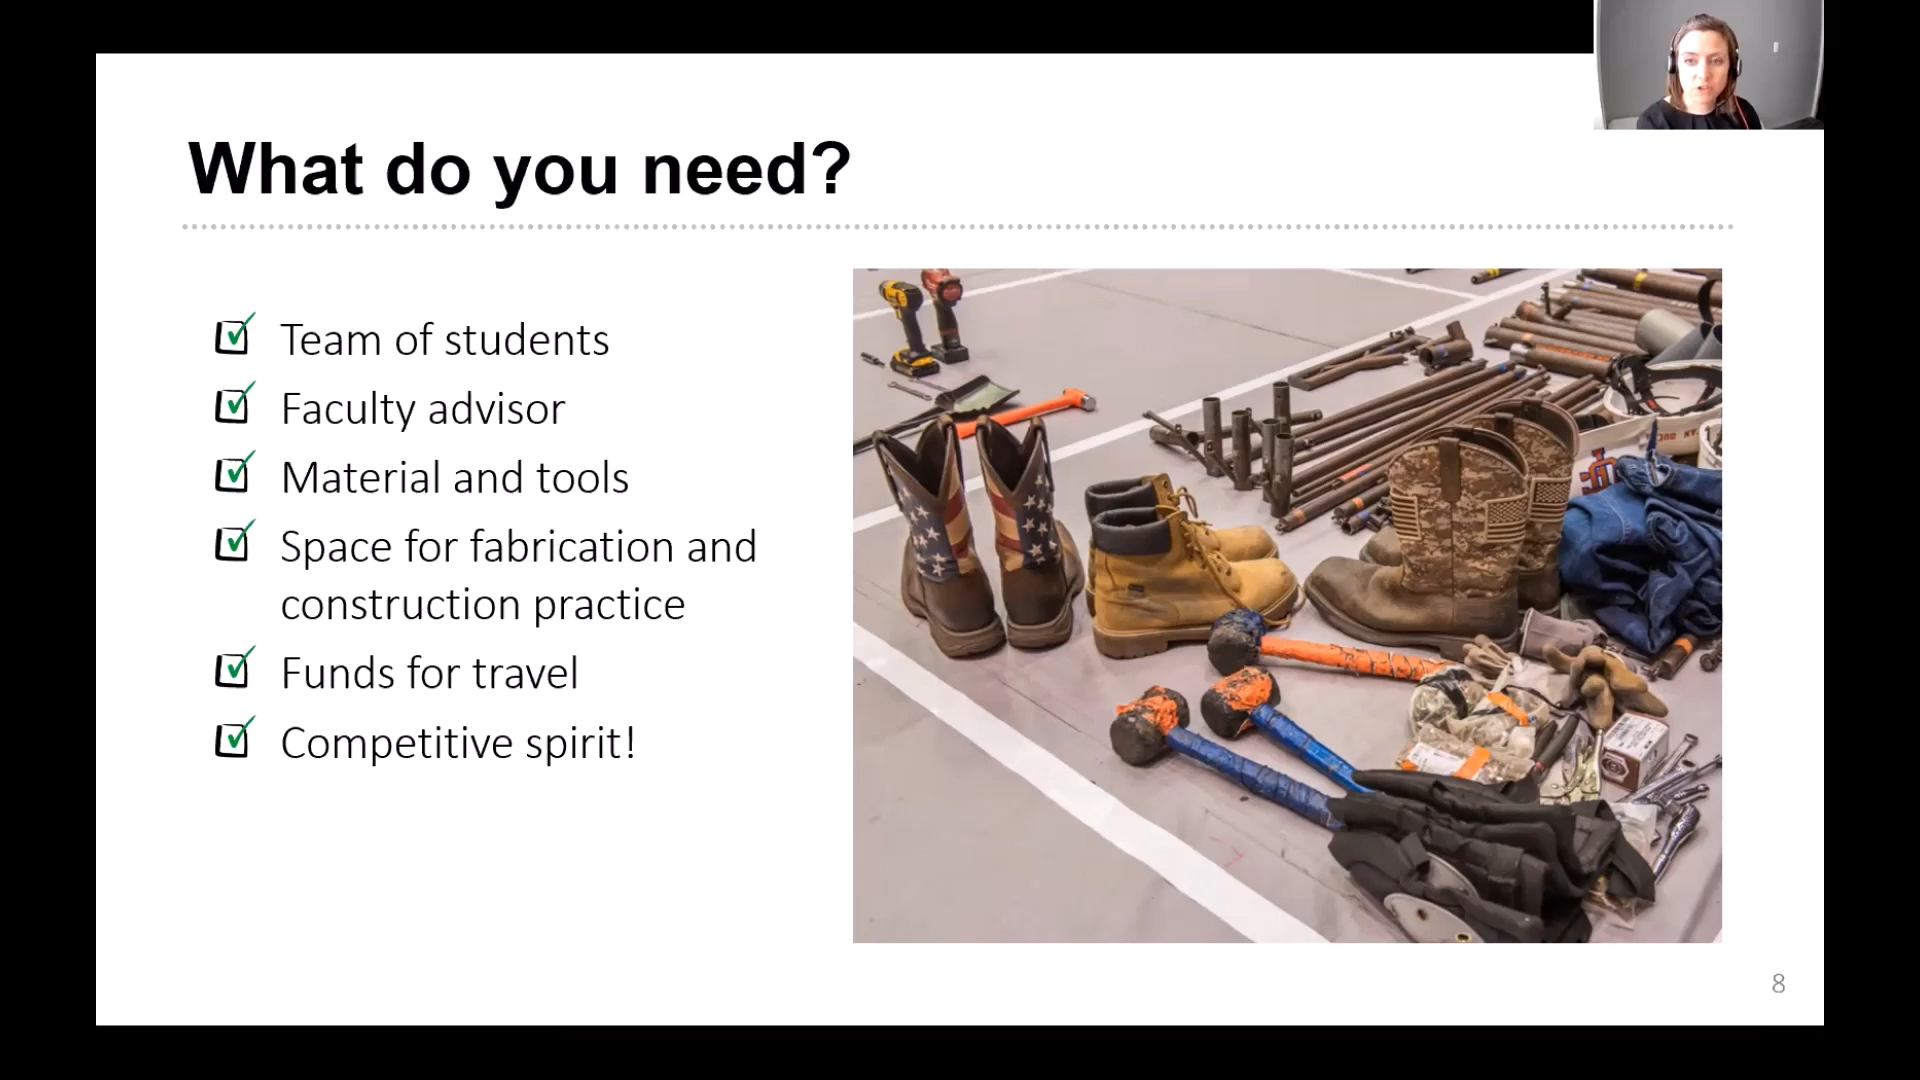 What do you need?
Team of students
Faculty advisor
Material and tools
Space for fabrication and
construction practice
Funds for travel
Competitive spirit!
8